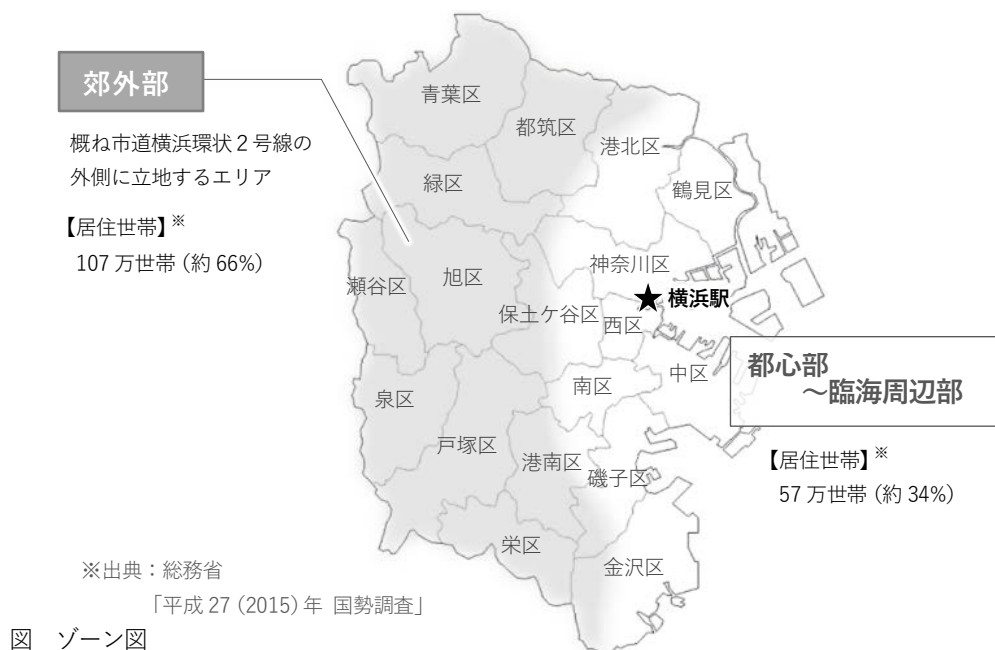 郊外部
概ね市道横浜環状２号線の
外側に立地するエリア
【居住世帯】※
107 万世帯（約 66%）
青葉区
都筑区
港北区
鶴見区
緑区
神奈川区
瀬谷区
旭区
★横浜駅
保土ケ谷区
西区
都心部
～臨海周辺部
中区
南区
泉区
戸塚区
港南区
磯子区
【居住世帯】※
57 万世帯（約 34%）
栄区
金沢区
※出典：総務省
「平成 27（2015）年 国勢調査」
図　ゾーン図